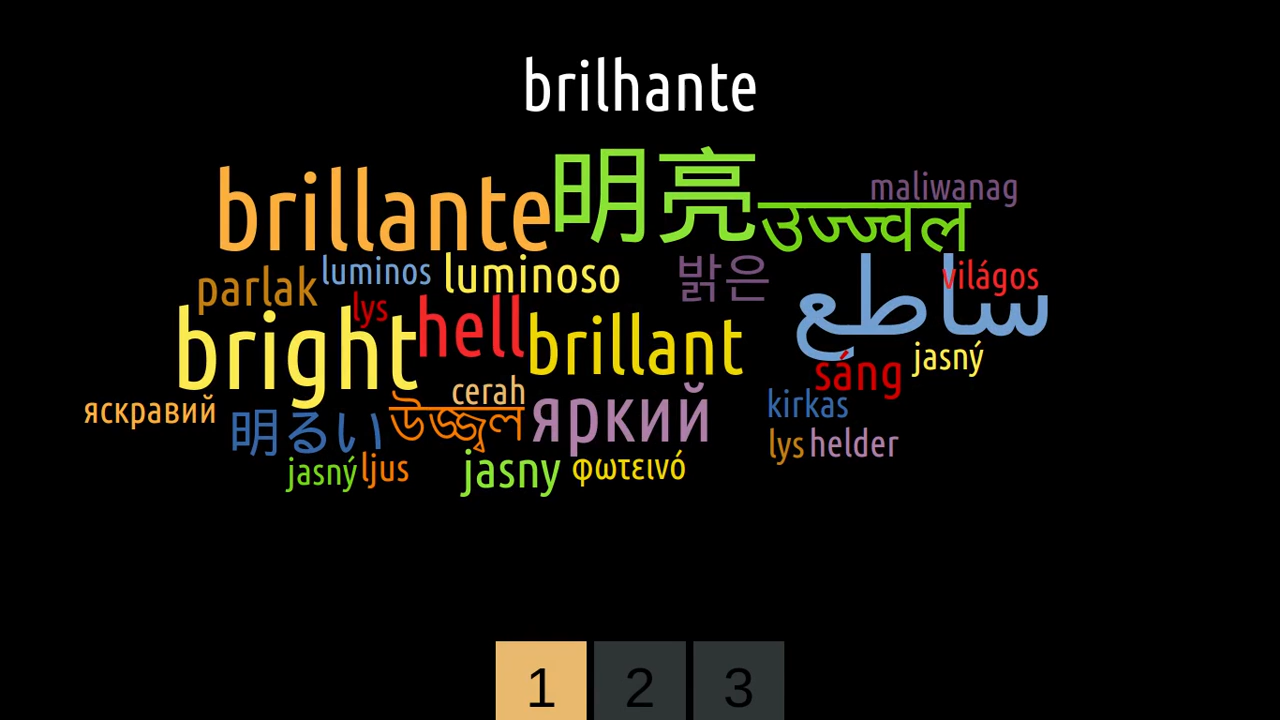 brilhante
brillante 明亮 उज्ज्वल maliwanag
parlak luminos luminoso 밝은 ساطع világos
bright lys hell brillant sáng jasný
яскравий 明るい cerah উজ্জ্বল яркий kirkas
jasný ljus jasny φωτεινό lys helder
1 2 3